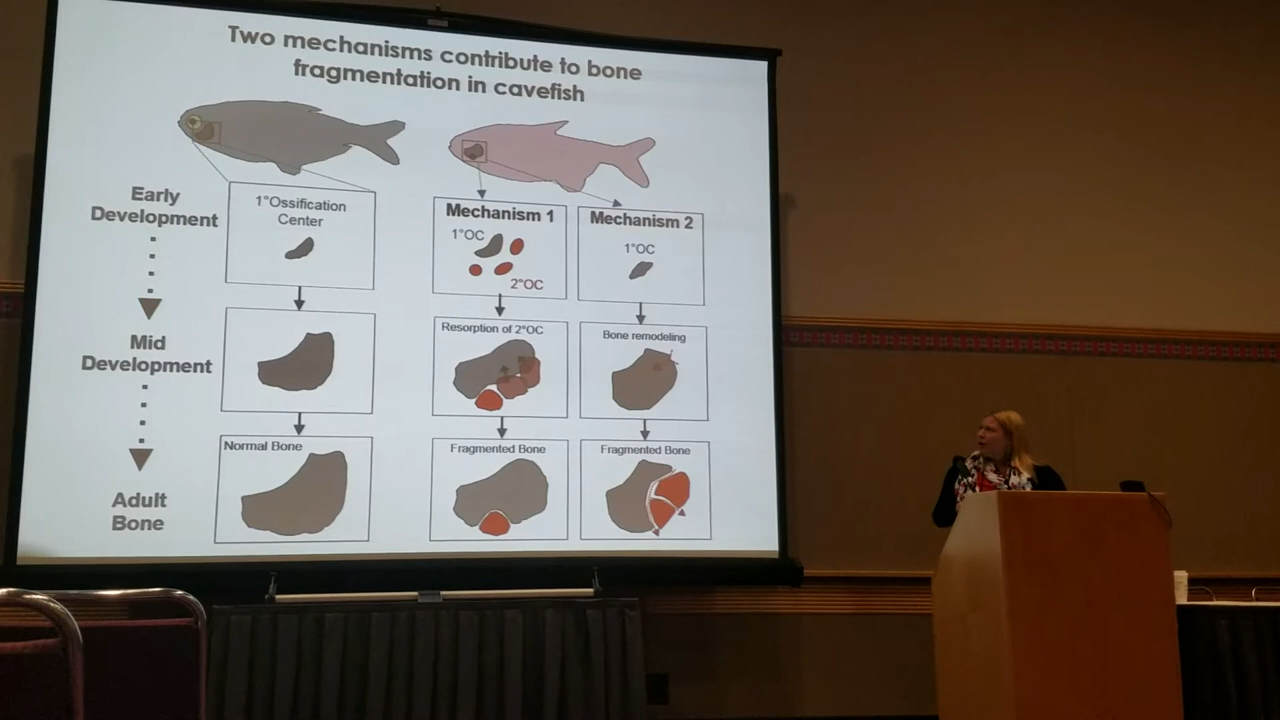 Two mechanisms contribute to bone
fragmentation in cavefish
Early
Development
1°Ossification
Center
Mechanism 1
1°OC
2°OC
Mechanism 2
1°OC
Mid
Development
Resorption of 2°OC
Bone remodeling
Adult
Bone
Normal Bone
Fragmented Bone
Fragmented Bone